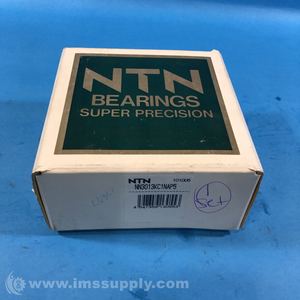 NTN
BEARINGS
SUPER PRECISION
NTN
NN3013KC1NAP5
1
Set
© www.imssupply.com